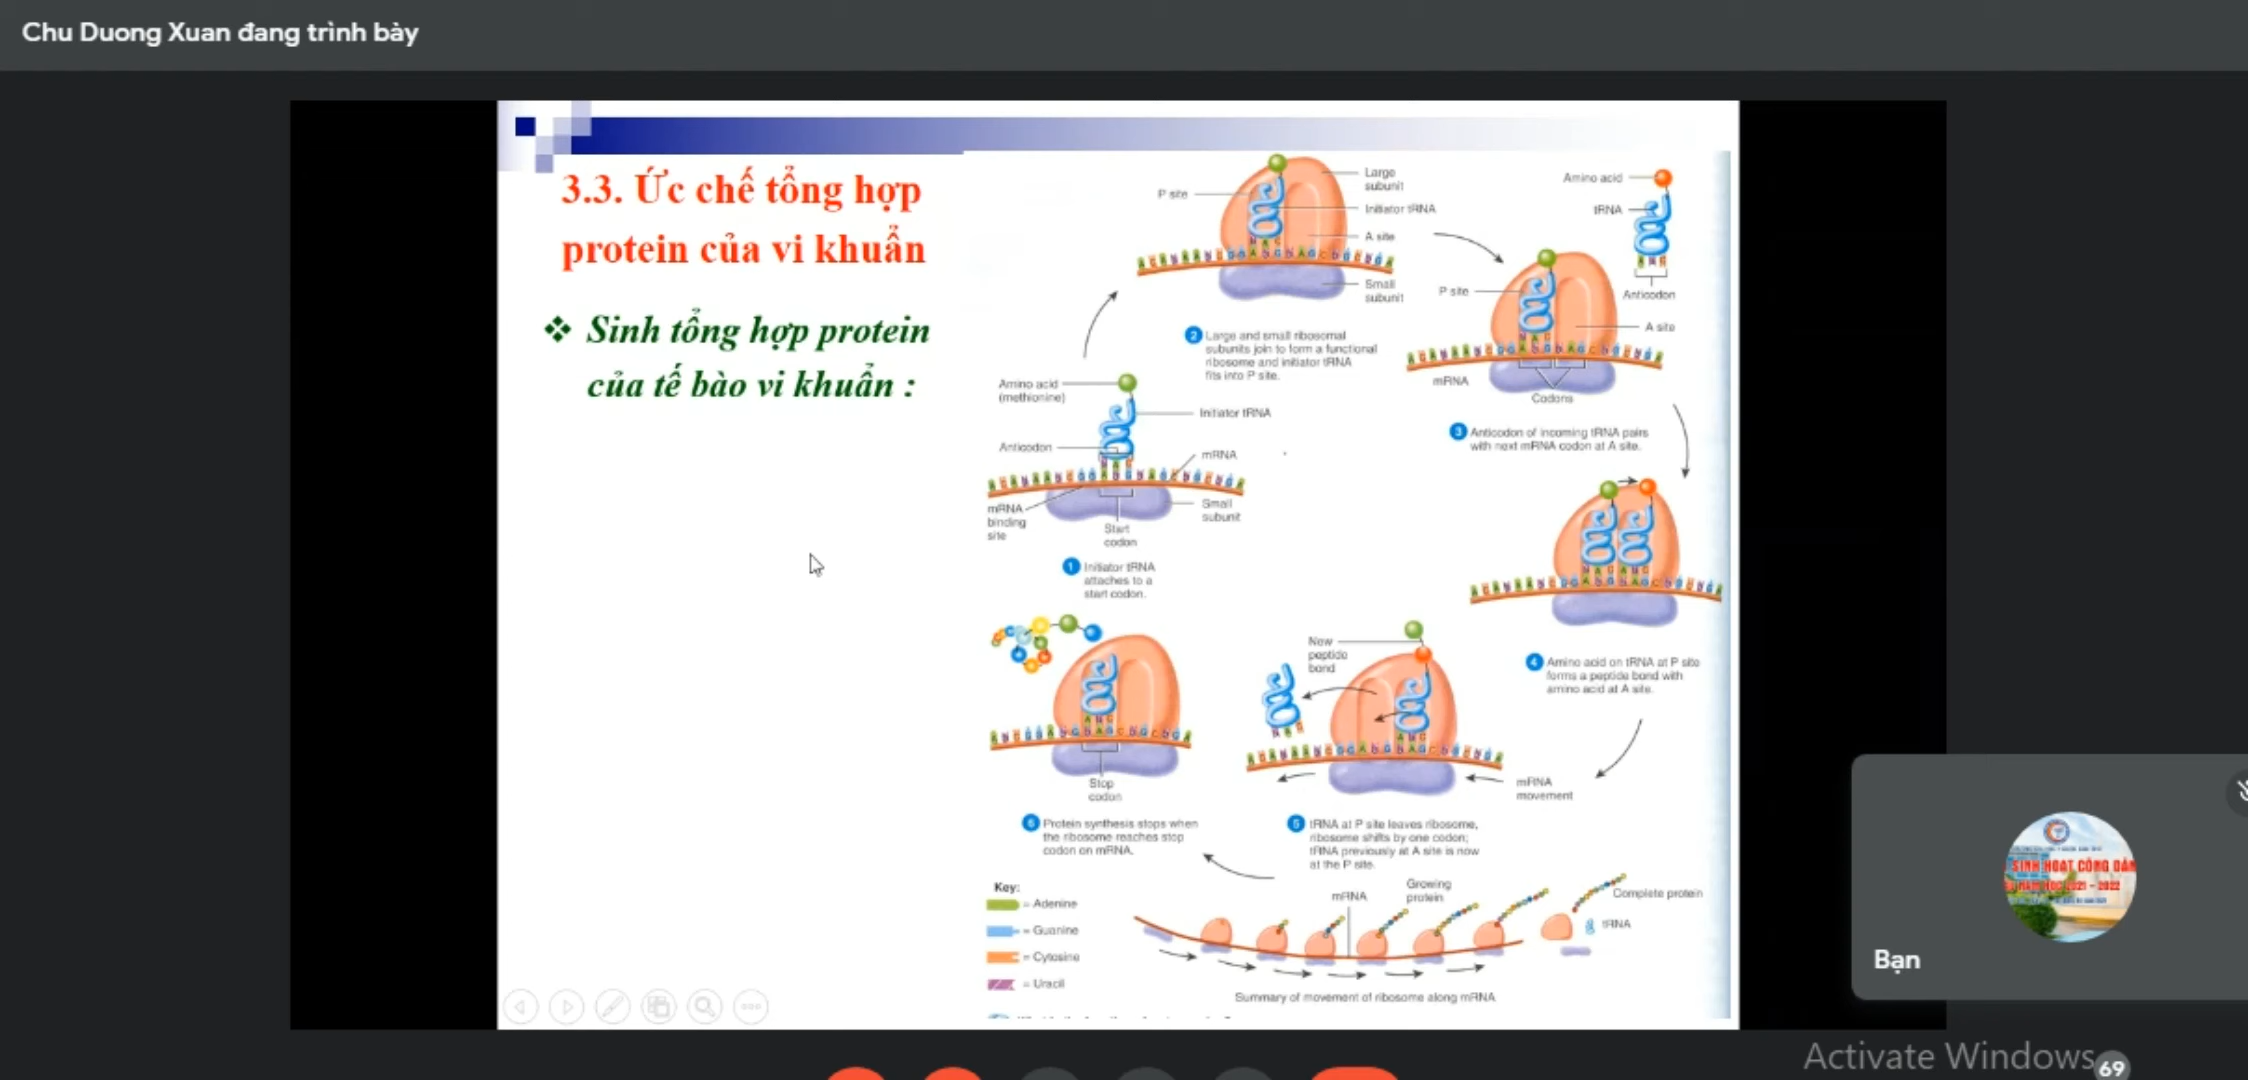 Chu Duong Xuan đang trình bày
3.3. Ức chế tổng hợp
protein của vi khuẩn
❖ Sinh tổng hợp protein
của tế bào vi khuẩn :
P site
Large
subunit
Initiator tRNA
A site
Small
subunit
Amino acid
tRNA
Anticodon
P site
A site
mRNA
Codons
2 Large and small ribosomal
subunits join to form a functional
ribosome and initiator tRNA
fits into P site.
3 Anticodon of incoming tRNA pairs
with next mRNA codon at A site.
Amino acid
(methionine)
Initiator tRNA
Anticodon
mRNA
mRNA
binding
site
Start
codon
Small
subunit
1 Initiator tRNA
attaches to a
start codon.
4 Amino acid on tRNA at P site
forms a peptide bond with
amino acid at A site.
New
peptide
bond
mRNA
movement
Stop
codon
6 Protein synthesis stops when
the ribosome reaches stop
codon on mRNA.
5 tRNA at P site leaves ribosome,
ribosome shifts by one codon;
tRNA previously at A site is now
at the P site.
Key:
= Adenine
= Guanine
= Cytosine
= Uracil
mRNA
Growing
protein
Complete protein
tRNA
Summary of movement of ribosome along mRNA
SINH HOẠT CÔNG DÂN
2021 - 2022
Bạn
Activate Windows
69